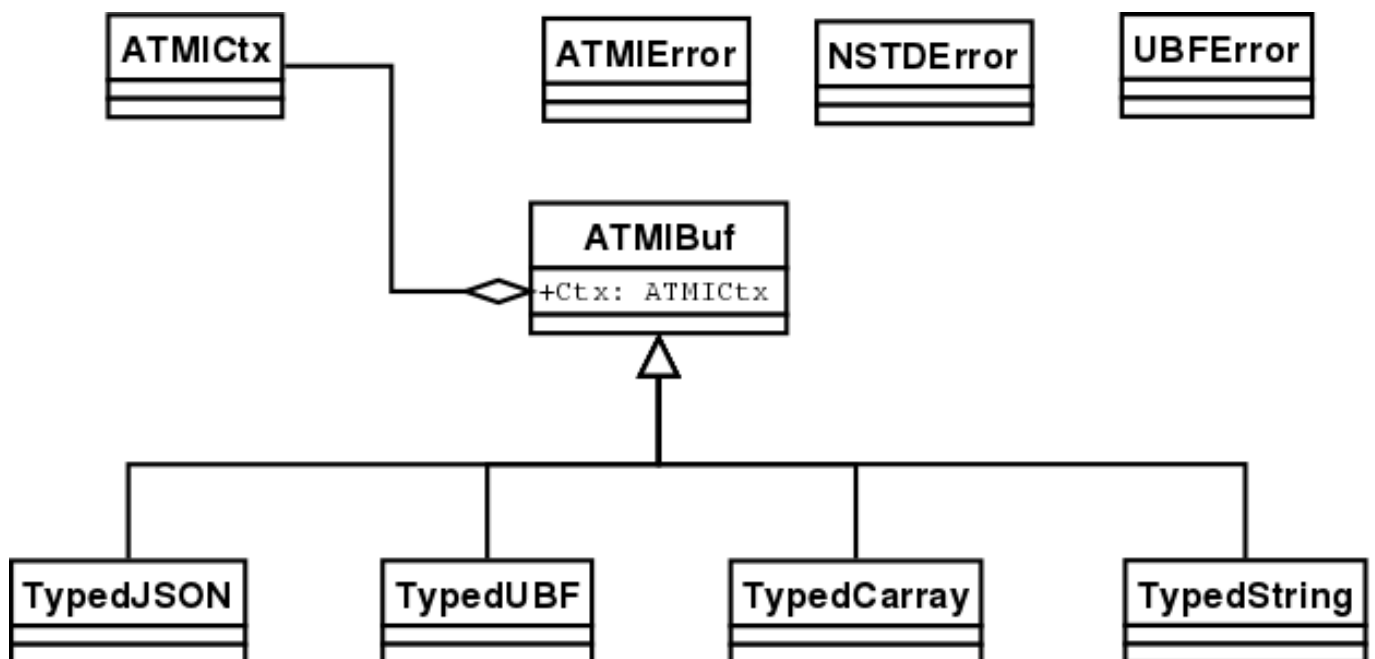 ATMICtx
ATMIError
NSTDError
UBFError
ATMIBuf
+Ctx: ATMICtx
TypedJSON
TypedUBF
TypedCarray
TypedString